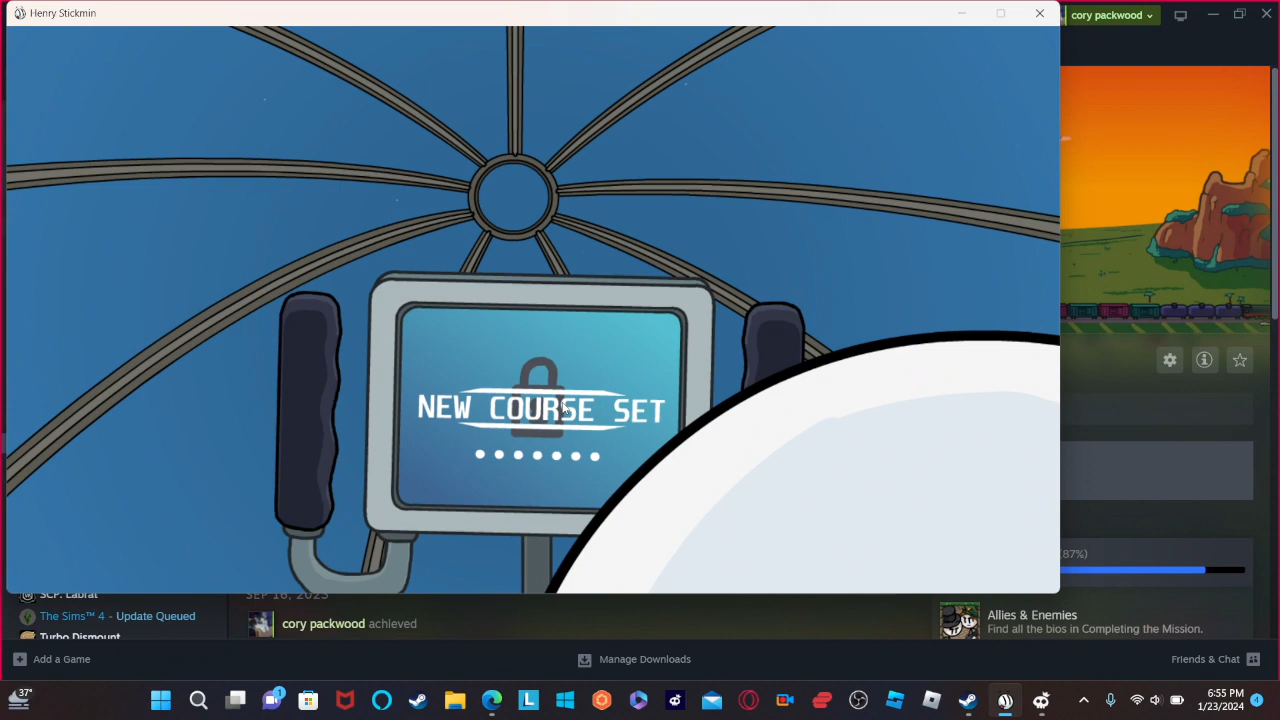 Henry Stickmin
cory packwood
NEW COURSE SET
(87%)
SCP: Labrat
The Sims™ 4 - Update Queued
Turbo Dismount
SEP 16, 2023
cory packwood achieved
Allies & Enemies
Find all the bios in Completing the Mission.
Add a Game
Manage Downloads
Friends & Chat
37°
1
L
6:55 PM
1/23/2024
4